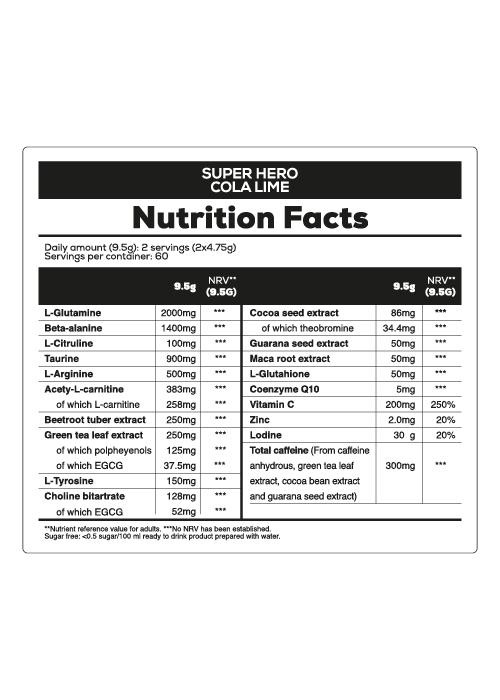 SUPER HERO
COLA LIME
Nutrition Facts
Daily amount (9.5g): 2 servings (2x4.75g)
Servings per container: 60
9.5g NRV** (9.5G)
L-Glutamine 2000mg ***
Beta-alanine 1400mg ***
L-Citruline 100mg ***
Taurine 900mg ***
L-Arginine 500mg ***
Acety-L-carnitine 383mg ***
of which L-carnitine 258mg ***
Beetroot tuber extract 250mg ***
Green tea leaf extract 250mg ***
of which polpheyenols 125mg ***
of which EGCG 37.5mg ***
L-Tyrosine 150mg ***
Choline bitartrate 128mg ***
of which EGCG 52mg ***
9.5g NRV** (9.5G)
Cocoa seed extract 86mg ***
of which theobromine 34.4mg ***
Guarana seed extract 50mg ***
Maca root extract 50mg ***
L-Glutathione 50mg ***
Coenzyme Q10 5mg ***
Vitamin C 200mg 250%
Zinc 2.0mg 20%
Lodine 30 g 20%
Total caffeine (From caffeine
anhydrous, green tea leaf 300mg ***
extract, cocoa bean extract
and guarana seed extract)
**Nutrient reference value for adults. ***No NRV has been established.
Sugar free: <0.5 sugar/100 ml ready to drink product prepared with water.